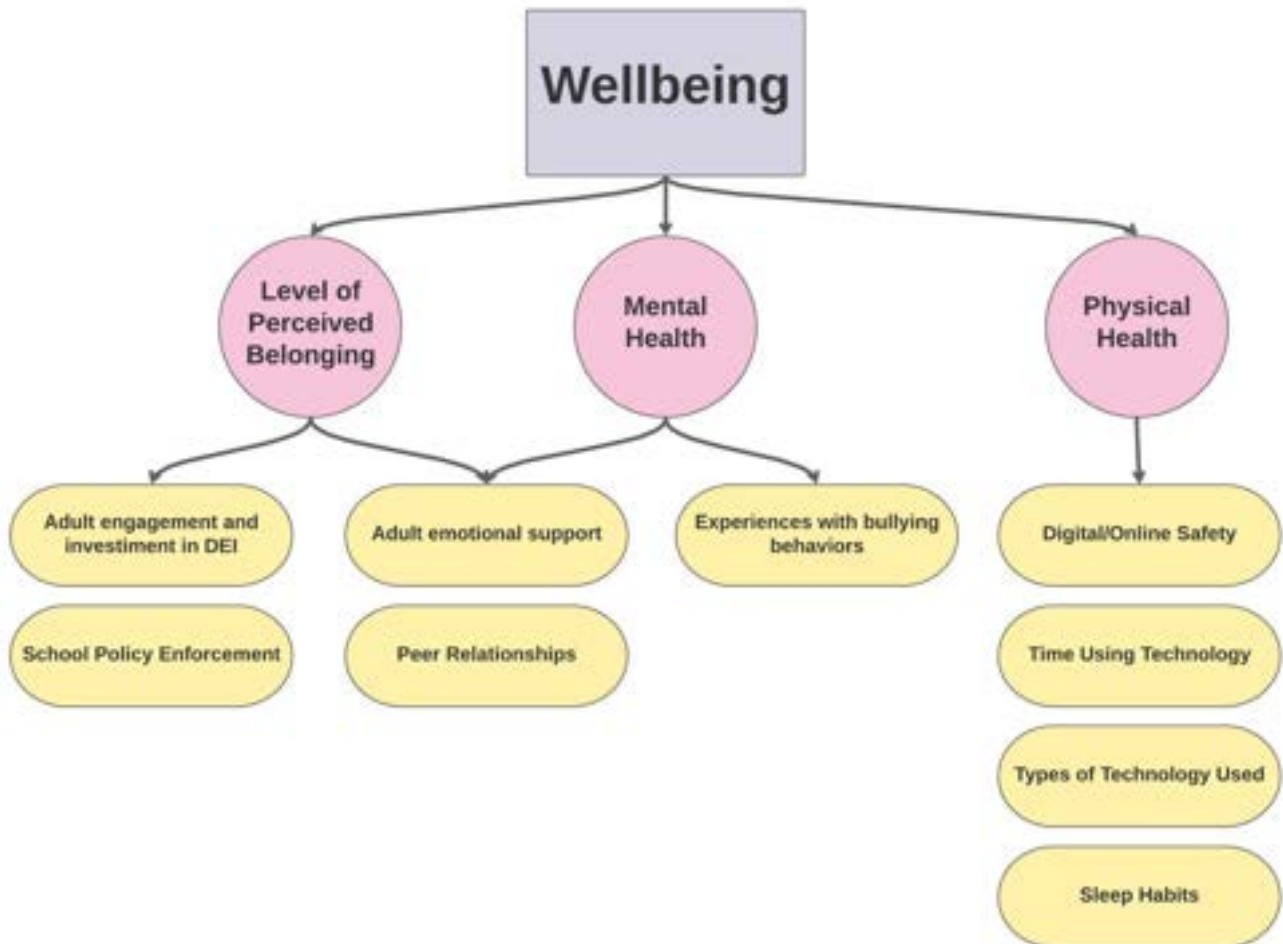 Wellbeing
Level of
Perceived
Belonging
Mental
Health
Physical
Health
Adult engagement and
investiment in DEI
Adult emotional support
Experiences with bullying
behaviors
Digital/Online Safety
School Policy Enforcement
Peer Relationships
Time Using Technology
Types of Technology Used
Sleep Habits